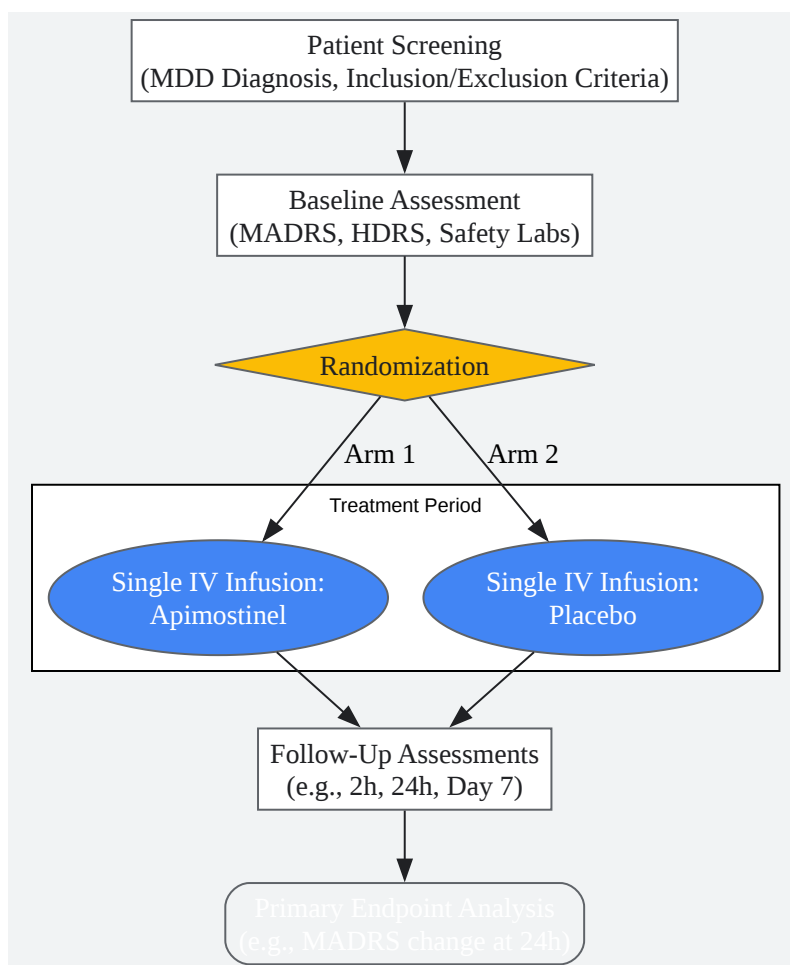 Patient Screening
(MDD Diagnosis, Inclusion/Exclusion Criteria)
Baseline Assessment
(MADRS, HDRS, Safety Labs)
Randomization
Arm 1
Arm 2
Treatment Period
Single IV Infusion:
Apimostinel
Single IV Infusion:
Placebo
Follow-Up Assessments
(e.g., 2h, 24h, Day 7)
Primary Endpoint Analysis
(e.g., MADRS change at 24h)